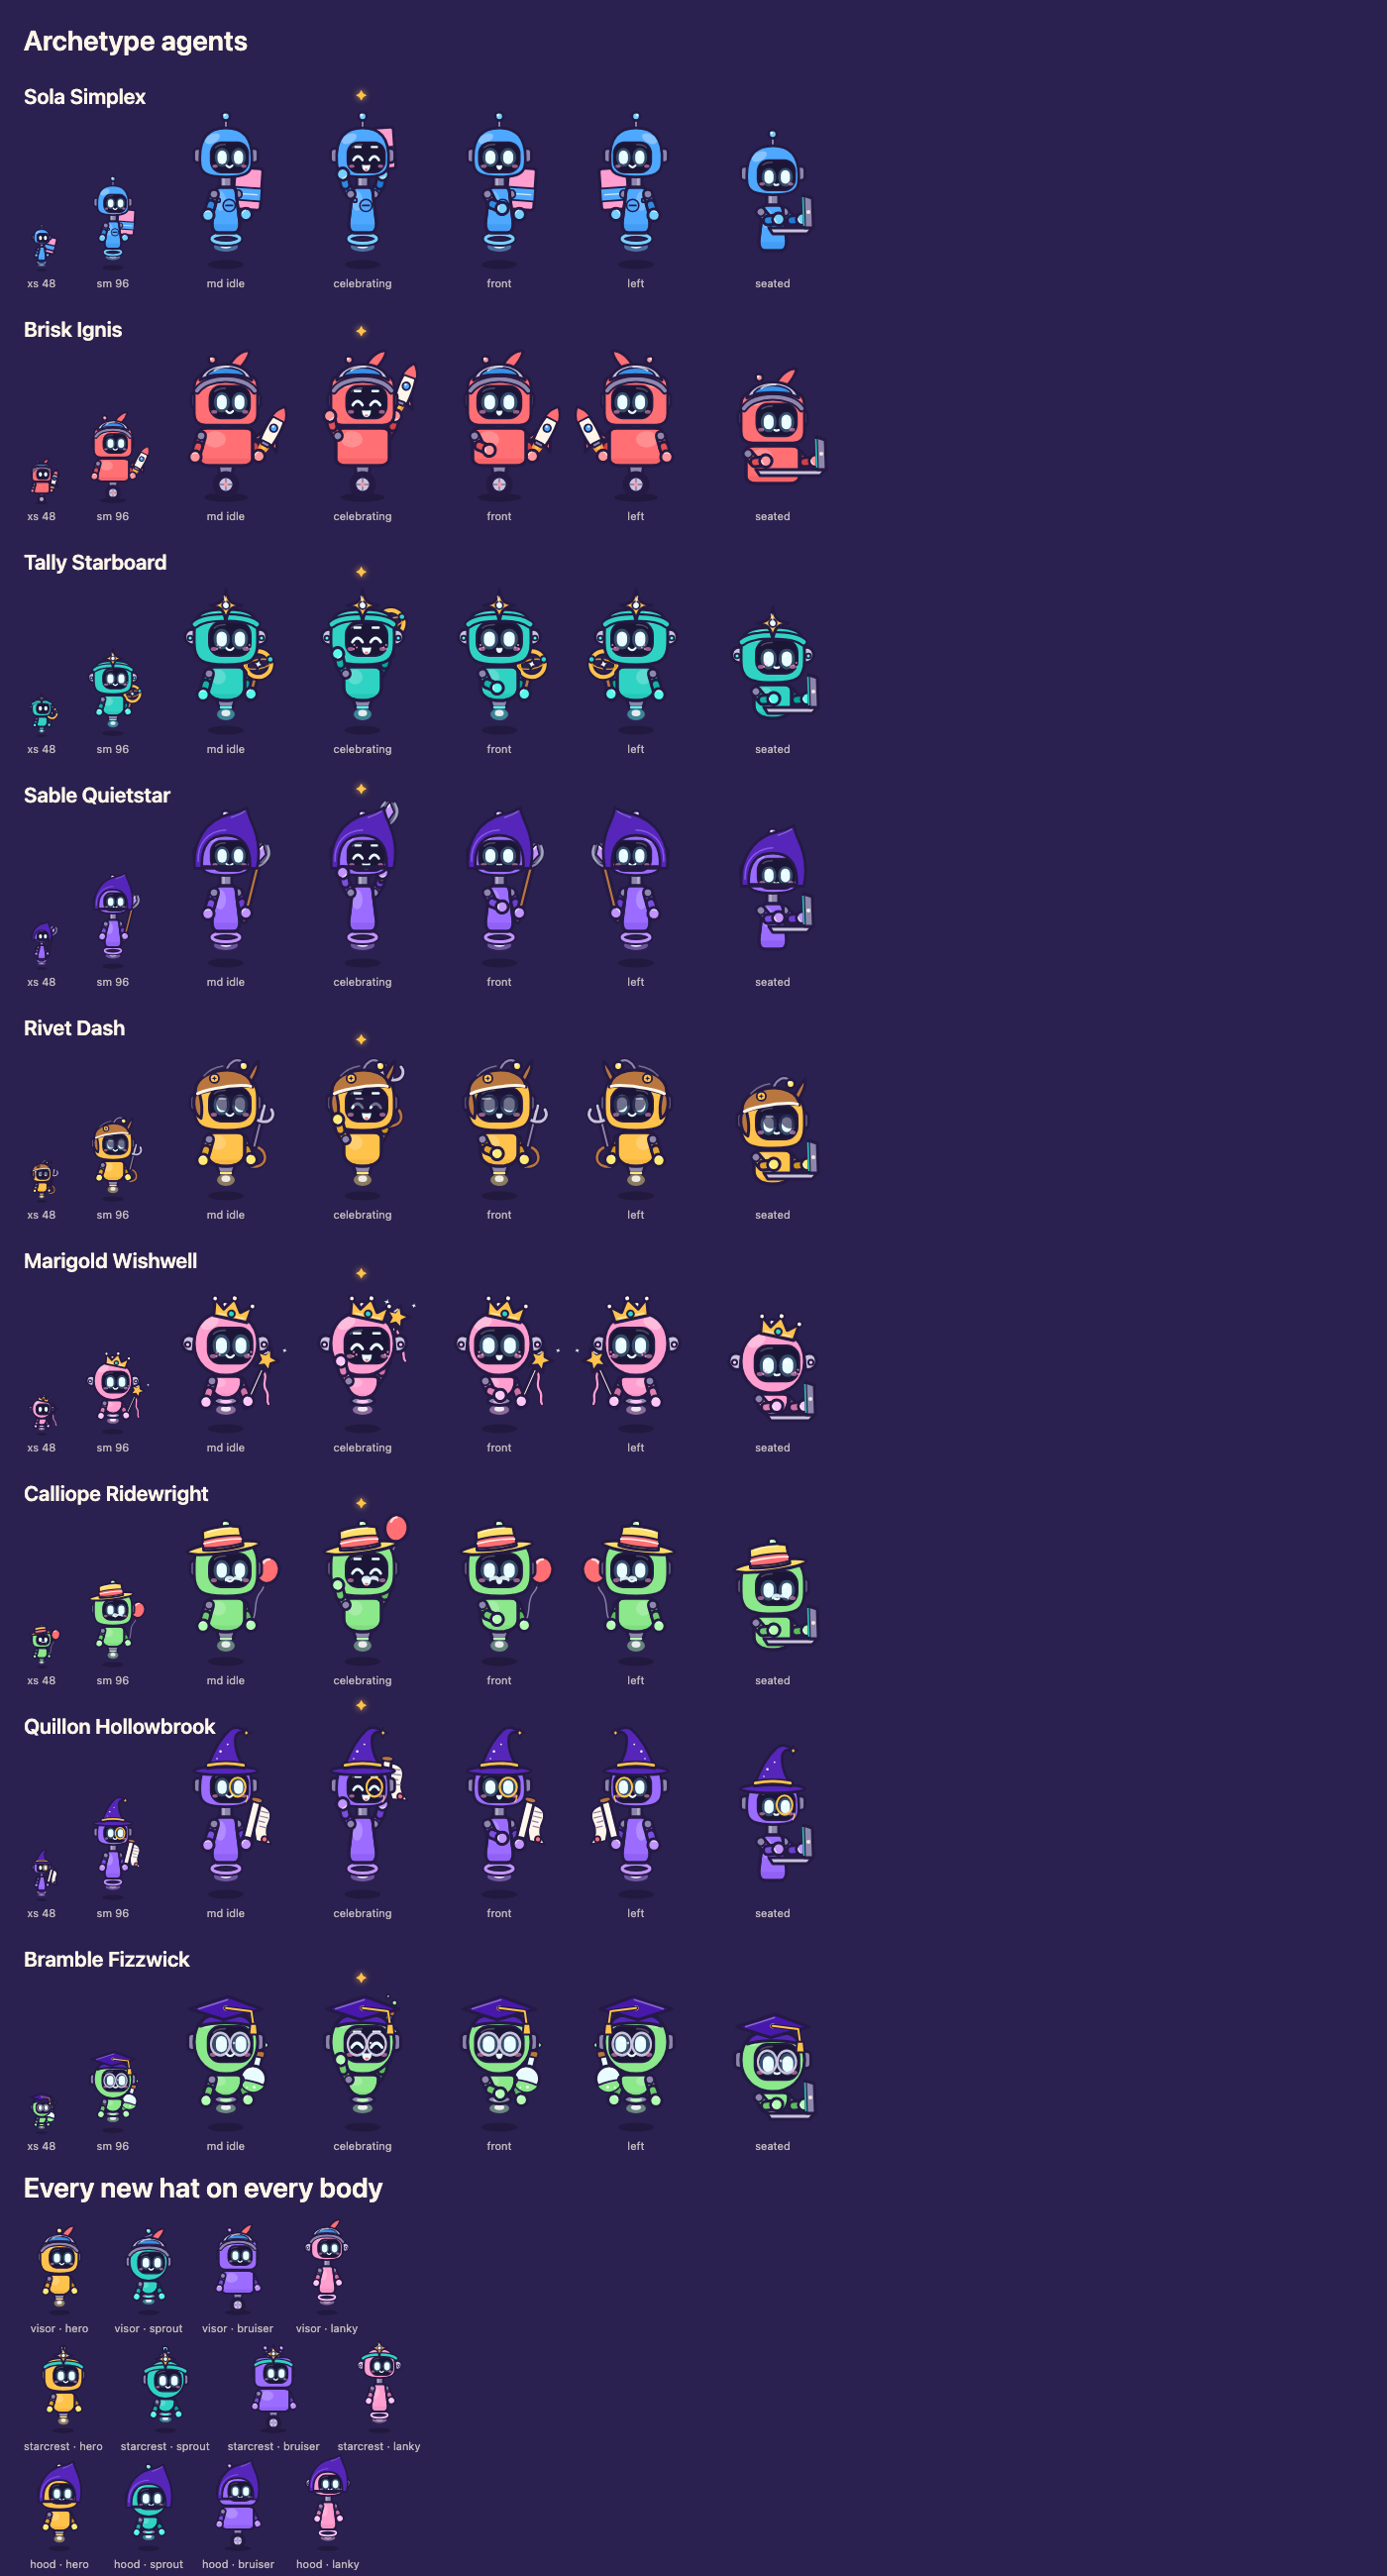 Archetype agents
Sola Simplex
xs 48 sm 96 md idle celebrating front left seated
Brisk Ignis
xs 48 sm 96 md idle celebrating front left seated
Tally Starboard
xs 48 sm 96 md idle celebrating front left seated
Sable Quietstar
xs 48 sm 96 md idle celebrating front left seated
Rivet Dash
xs 48 sm 96 md idle celebrating front left seated
Marigold Wishwell
xs 48 sm 96 md idle celebrating front left seated
Calliope Ridewright
xs 48 sm 96 md idle celebrating front left seated
Quillon Hollowbrook
xs 48 sm 96 md idle celebrating front left seated
Bramble Fizzwick
xs 48 sm 96 md idle celebrating front left seated
Every new hat on every body
visor · hero visor · sprout visor · bruiser visor · lanky
starcrest · hero starcrest · sprout starcrest · bruiser starcrest · lanky
hood · hero hood · sprout hood · bruiser hood · lanky